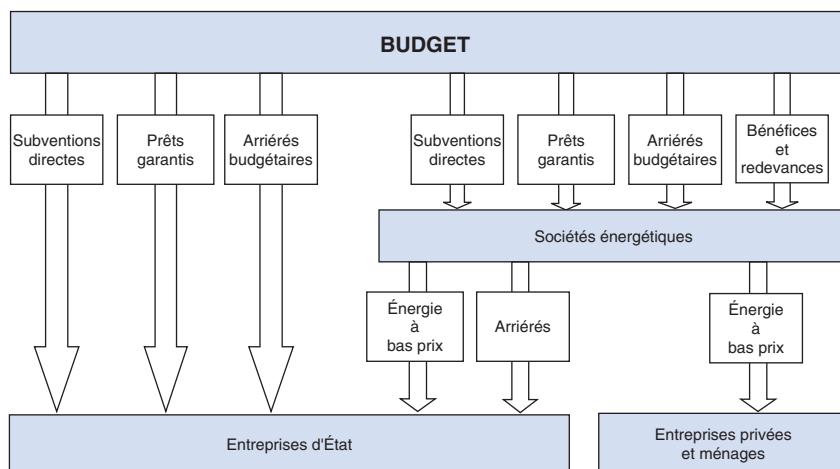 BUDGET
Subventions
directes
Prêts
garantis
Arriérés
budgétaires
Subventions
directes
Prêts
garantis
Arriérés
budgétaires
Bénéfices
et
redevances
Sociétés énergétiques
Énergie
à
bas prix
Arriérés
Énergie
à
bas prix
Entreprises d'État
Entreprises privées
et ménages